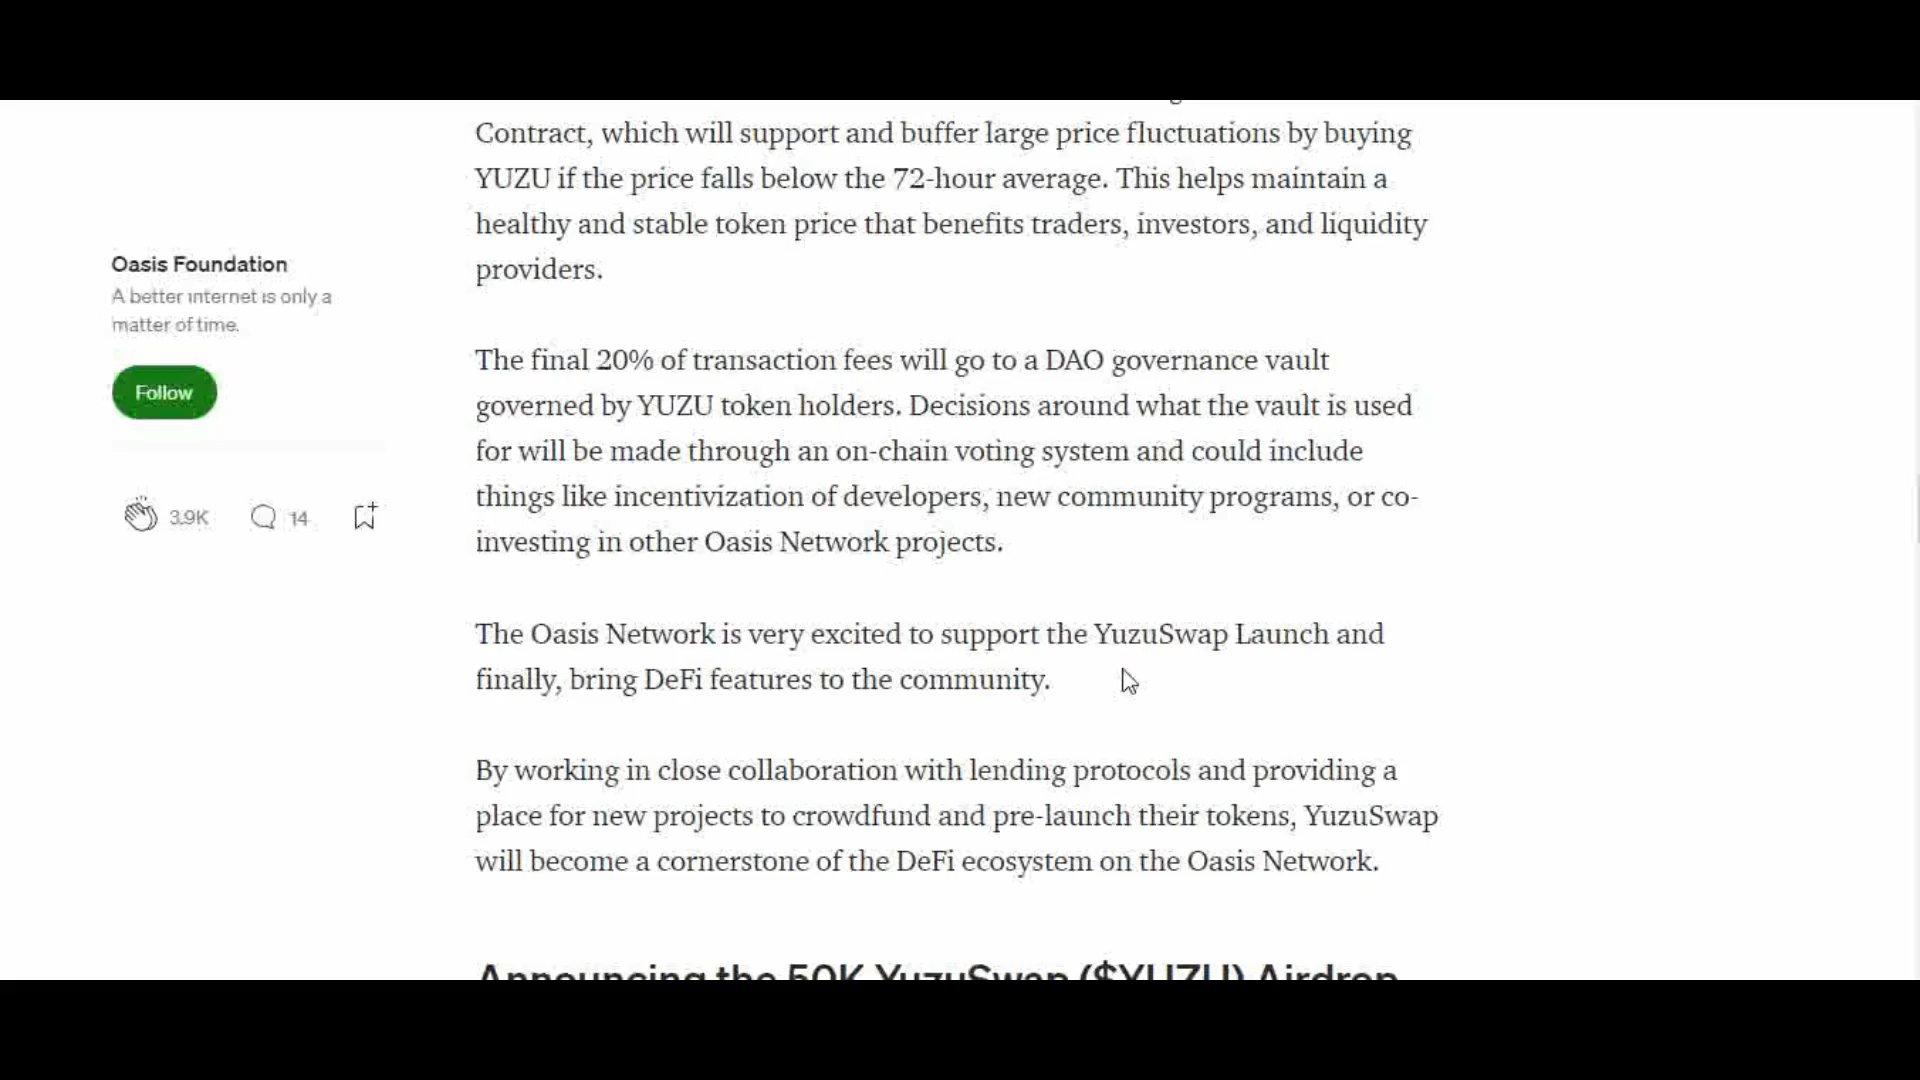 Contract, which will support and buffer large price fluctuations by buying
YUZU if the price falls below the 72-hour average. This helps maintain a
healthy and stable token price that benefits traders, investors, and liquidity
providers.
Oasis Foundation
A better internet is only a
matter of time.
Follow
3.9K 14
The final 20% of transaction fees will go to a DAO governance vault
governed by YUZU token holders. Decisions around what the vault is used
for will be made through an on-chain voting system and could include
things like incentivization of developers, new community programs, or co-
investing in other Oasis Network projects.
The Oasis Network is very excited to support the YuzuSwap Launch and
finally, bring DeFi features to the community.
By working in close collaboration with lending protocols and providing a
place for new projects to crowdfund and pre-launch their tokens, YuzuSwap
will become a cornerstone of the DeFi ecosystem on the Oasis Network.
Announcing the 50K YuzuSwap ($YUZU) Airdrop